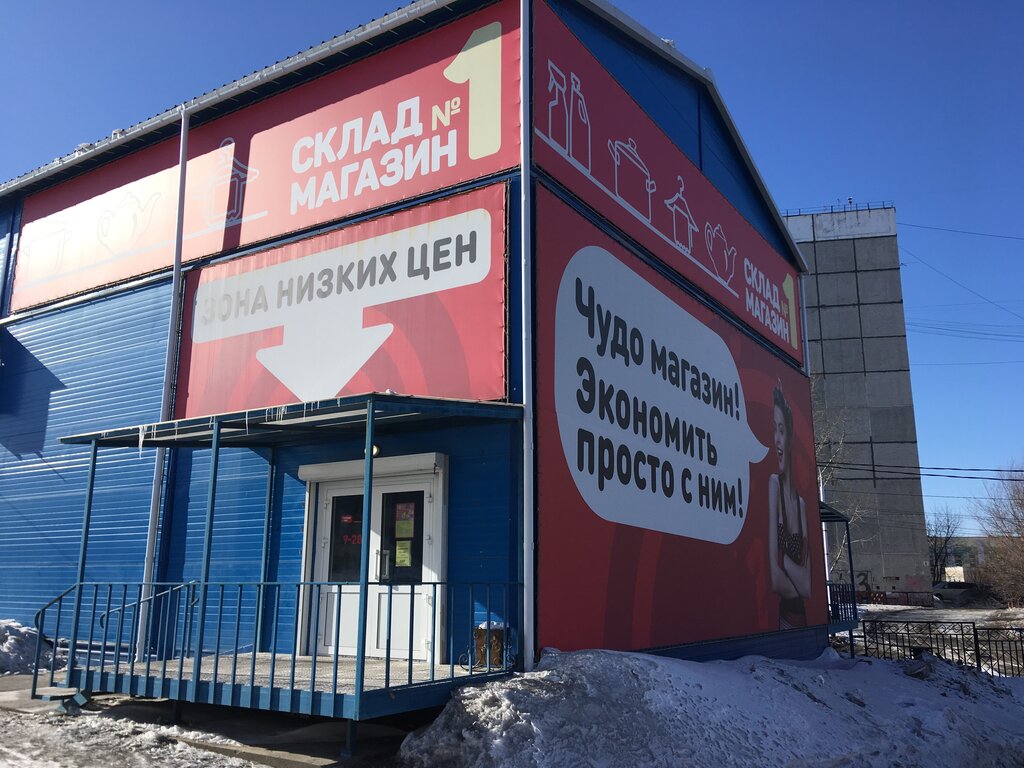 СКЛАД
МАГАЗИН
№1
ЗОНА НИЗКИХ ЦЕН
СКЛАД
МАГАЗИН
№1
Чудо магазин!
Экономить
просто с ним!